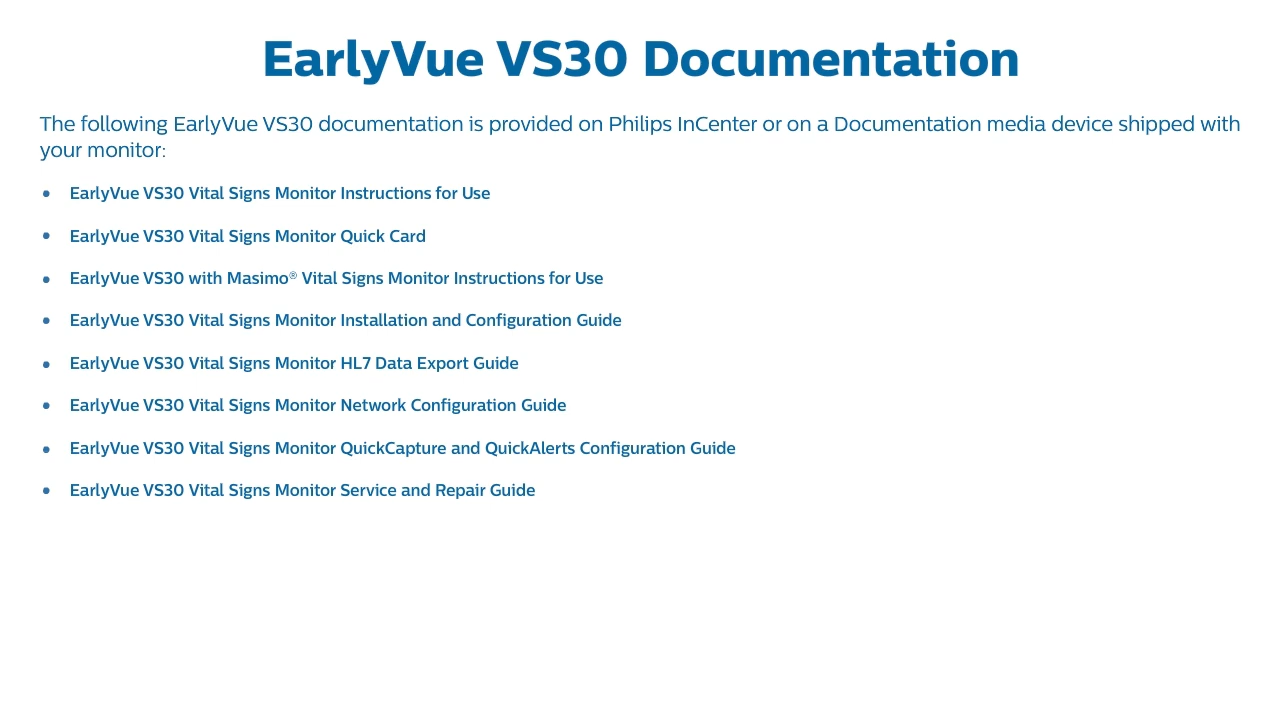 EarlyVue VS30 Documentation
The following EarlyVue VS30 documentation is provided on Philips InCenter or on a Documentation media device shipped with
your monitor:
• EarlyVue VS30 Vital Signs Monitor Instructions for Use
• EarlyVue VS30 Vital Signs Monitor Quick Card
• EarlyVue VS30 with Masimo® Vital Signs Monitor Instructions for Use
• EarlyVue VS30 Vital Signs Monitor Installation and Configuration Guide
• EarlyVue VS30 Vital Signs Monitor HL7 Data Export Guide
• EarlyVue VS30 Vital Signs Monitor Network Configuration Guide
• EarlyVue VS30 Vital Signs Monitor QuickCapture and QuickAlerts Configuration Guide
• EarlyVue VS30 Vital Signs Monitor Service and Repair Guide